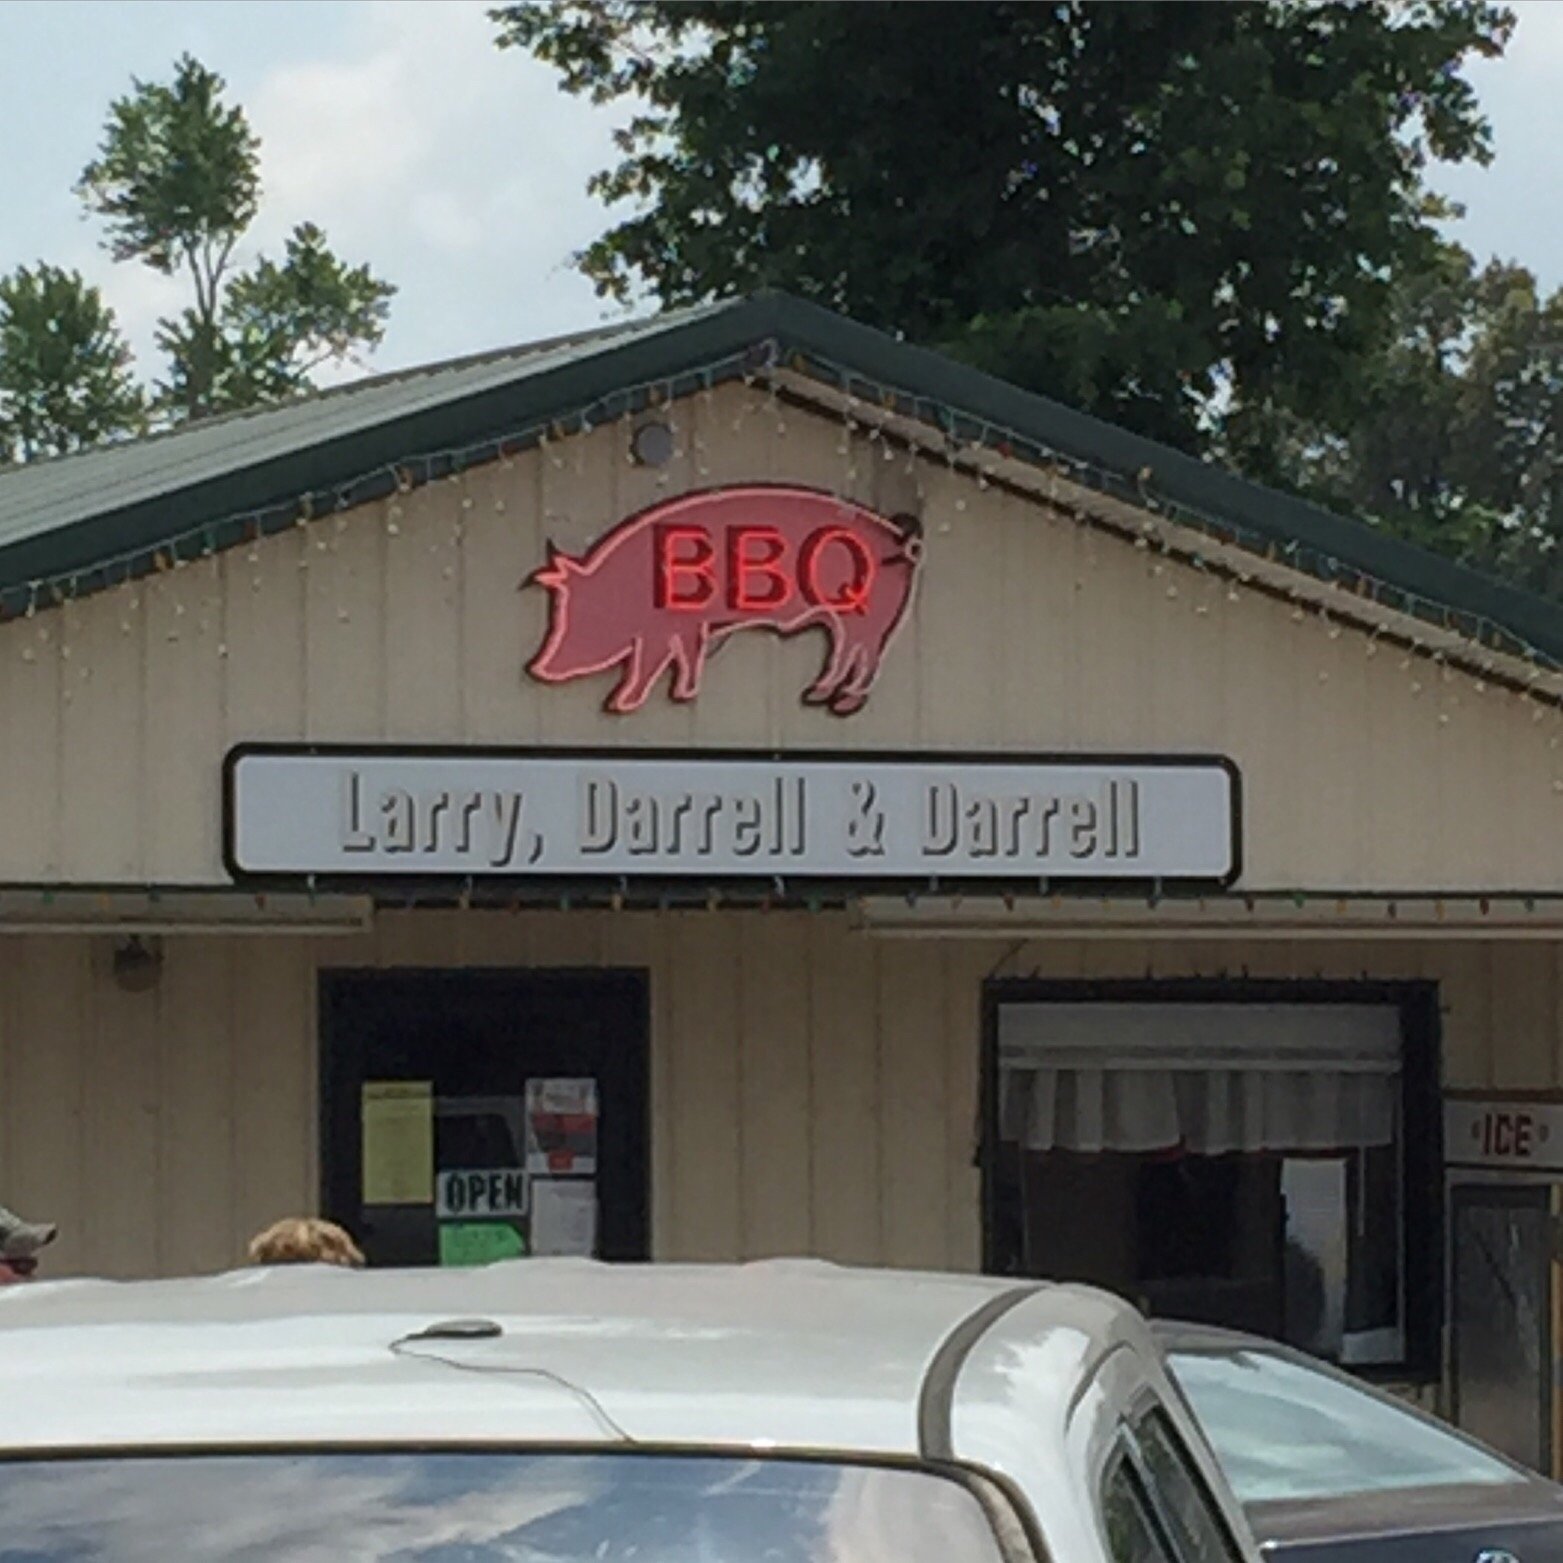 BBQ
Larry, Darrell & Darrell
OPEN
ICE